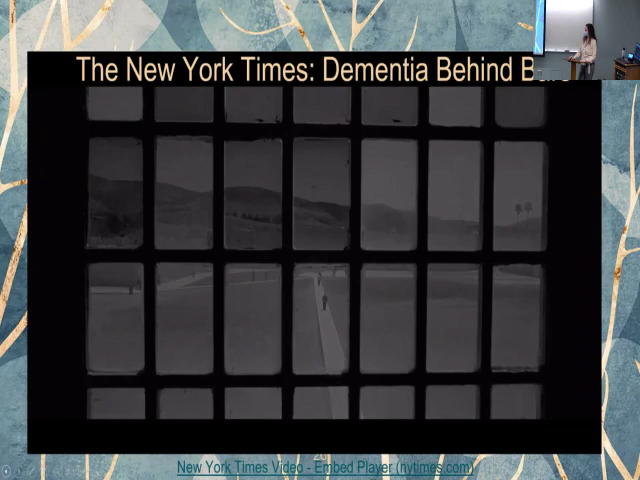 The New York Times: Dementia Behind
New York Times Video - Embed Player (nytimes.com)